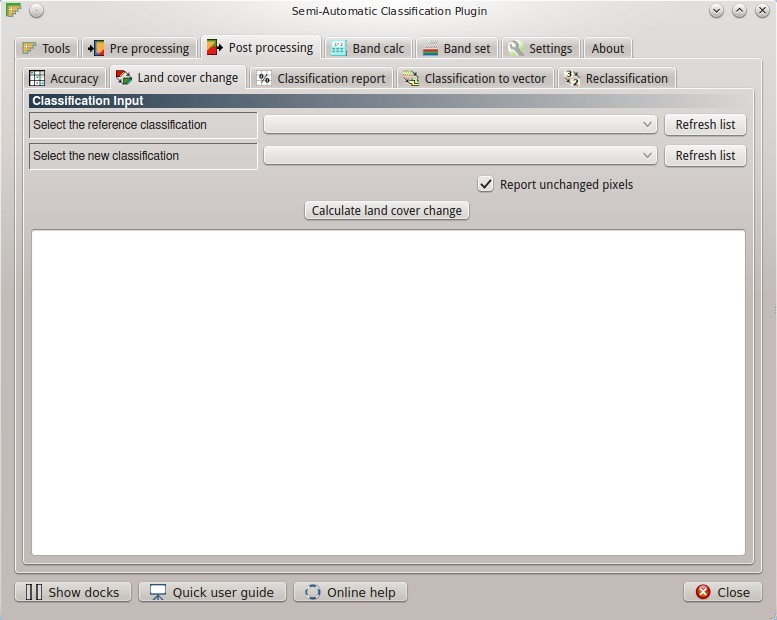 Semi-Automatic Classification Plugin
Tools Pre processing Post processing Band calc Band set Settings About
Accuracy Land cover change Classification report Classification to vector Reclassification
Classification Input
Select the reference classification Refresh list
Select the new classification Refresh list
Report unchanged pixels
Calculate land cover change
Show docks Quick user guide Online help Close